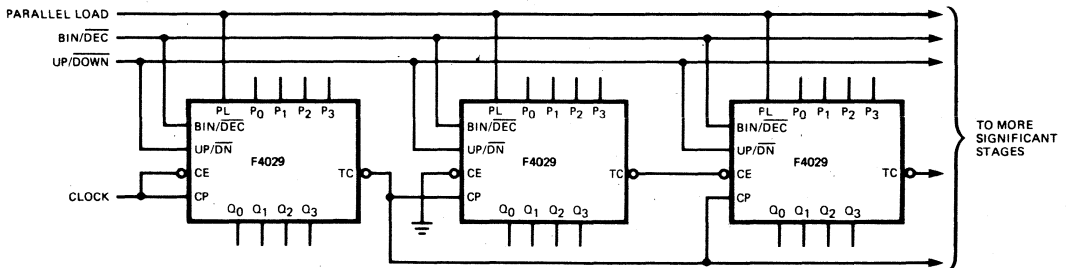 PARALLEL LOAD
BIN/DEC
UP/DOWN
CLOCK
PL P0 P1 P2 P3
BIN/DEC
UP/DN
F4029
CE
TC
CP
Q0 Q1 Q2 Q3
PL P0 P1 P2 P3
BIN/DEC
UP/DN
F4029
CE
TC
CP
Q0 Q1 Q2 Q3
PL P0 P1 P2 P3
BIN/DEC
UP/DN
F4029
CE
TC
CP
Q0 Q1 Q2 Q3
TO MORE
SIGNIFICANT
STAGES